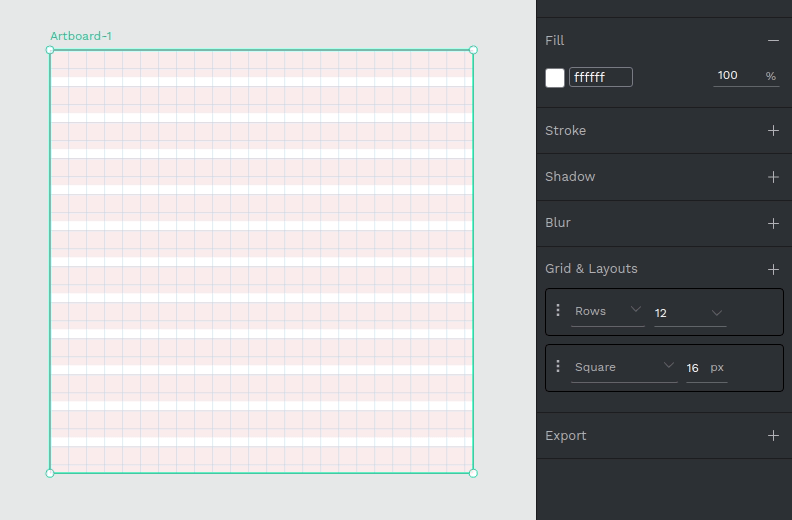 Artboard-1
Fill
ffffff
100 %
Stroke
Shadow
Blur
Grid & Layouts
Rows 12
Square 16 px
Export